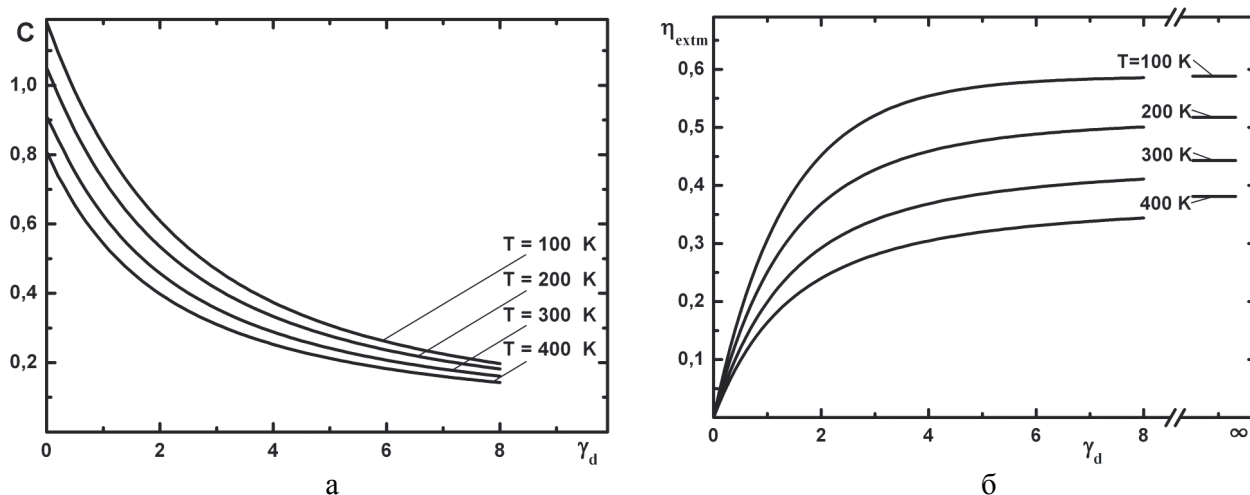 C
1,0
0,8
0,6
0,4
0,2
T = 100 K
T = 200 K
T = 300 K
T = 400 K
0 2 4 6 8
γd
а
ηextm
0,6
0,5
0,4
0,3
0,2
0,1
T=100 K
200 K
300 K
400 K
0 2 4 6 8 ∞
γd
б